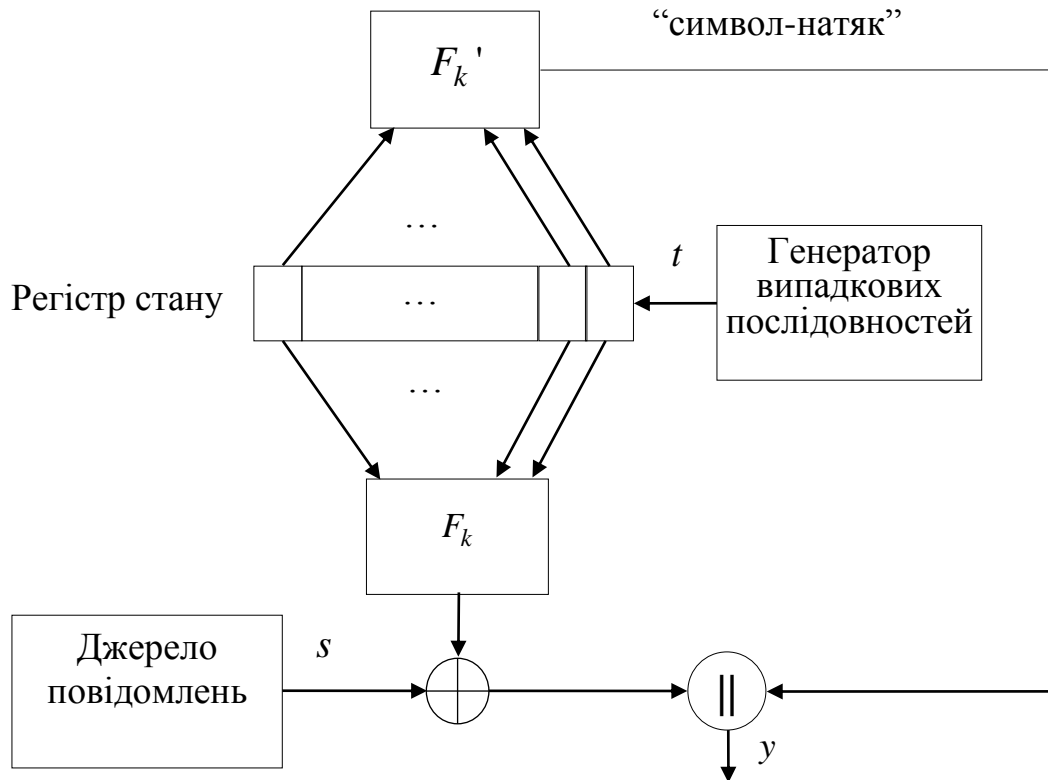 “символ-натяк”
F_k '
...
t
Генератор
випадкових
послідовностей
Регістр стану
...
...
F_k
Джерело
повідомлень
s
||
y